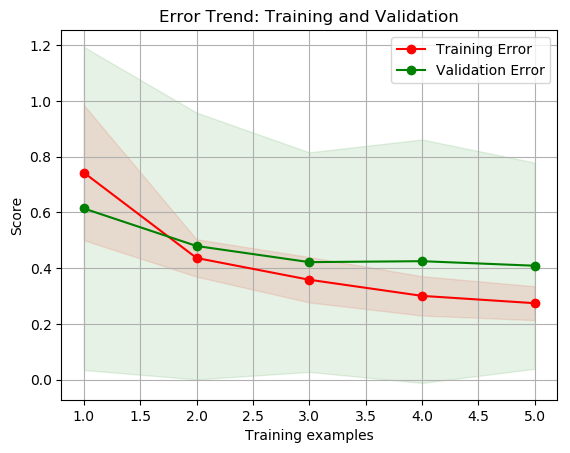 Error Trend: Training and Validation
Training Error
Validation Error
1.2
1.0
0.8
0.6
0.4
0.2
0.0
Score
1.0 1.5 2.0 2.5 3.0 3.5 4.0 4.5 5.0
Training examples